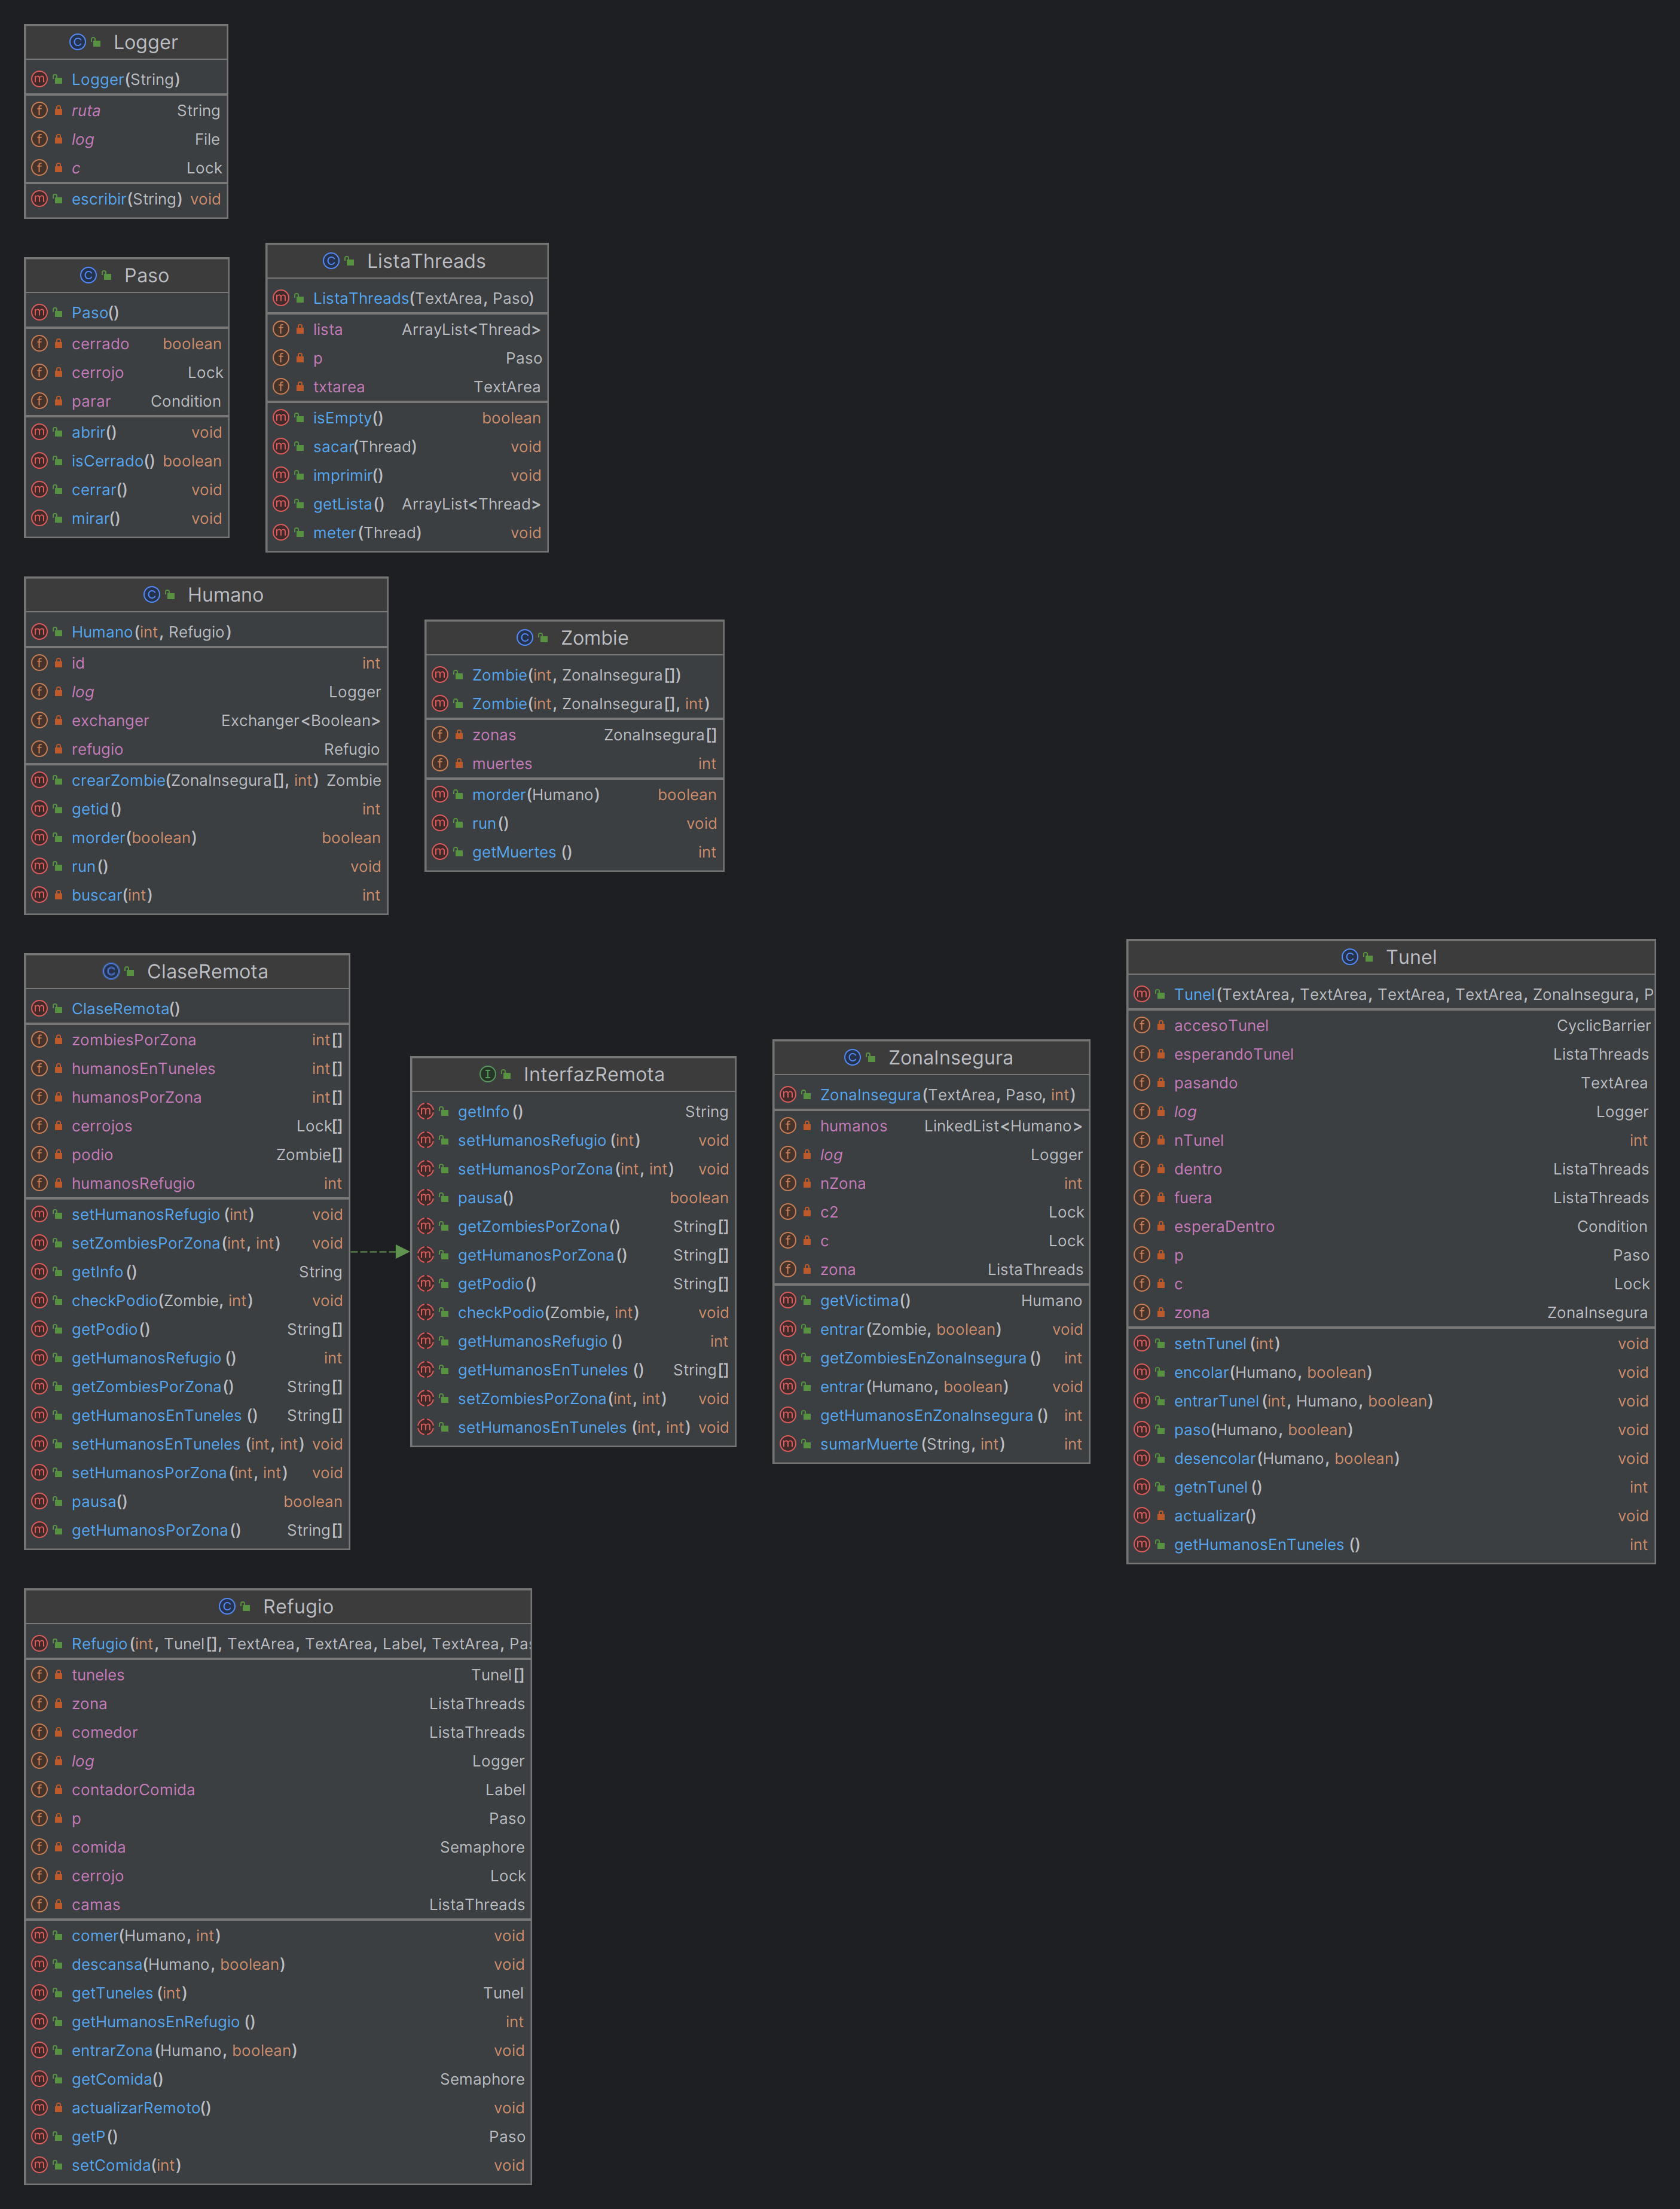 Logger
Logger(String)
ruta String
log File
c Lock
escribir(String) void
Paso
Paso()
cerrado boolean
cerrojo Lock
parar Condition
abrir() void
isCerrado() boolean
cerrar() void
mirar() void
ListaThreads
ListaThreads(TextArea, Paso)
lista ArrayList<Thread>
p Paso
txtarea TextArea
isEmpty() boolean
sacar(Thread) void
imprimir() void
getLista() ArrayList<Thread>
meter(Thread) void
Humano
Humano(int, Refugio)
id int
log Logger
exchanger Exchanger<Boolean>
refugio Refugio
crearZombie(ZonaInsegura[], int) Zombie
getid() int
morder(boolean) boolean
run() void
buscar(int) int
Zombie
Zombie(int, ZonaInsegura[])
Zombie(int, ZonaInsegura[], int)
zonas ZonaInsegura[]
muertes int
morder(Humano) boolean
run() void
getMuertes() int
ClaseRemota
ClaseRemota()
zombiesPorZona int[]
humanosEnTuneles int[]
humanosPorZona int[]
cerrojos Lock[]
podio Zombie[]
humanosRefugio int
setHumanosRefugio(int) void
setZombiesPorZona(int, int) void
getInfo() String
checkPodio(Zombie, int) void
getPodio() String[]
getHumanosRefugio() int
getZombiesPorZona() String[]
getHumanosEnTuneles() String[]
setHumanosEnTuneles(int, int) void
setHumanosPorZona(int, int) void
pausa() boolean
getHumanosPorZona() String[]
InterfazRemota
getInfo() String
setHumanosRefugio(int) void
setHumanosPorZona(int, int) void
pausa() boolean
getZombiesPorZona() String[]
getHumanosPorZona() String[]
getPodio() String[]
checkPodio(Zombie, int) void
getHumanosRefugio() int
getHumanosEnTuneles() String[]
setZombiesPorZona(int, int) void
setHumanosEnTuneles(int, int) void
ZonaInsegura
ZonaInsegura(TextArea, Paso, int)
humanos LinkedList<Humano>
log Logger
nZona int
c2 Lock
c Lock
zona ListaThreads
getVictima() Humano
entrar(Zombie, boolean) void
getZombiesEnZonaInsegura() int
entrar(Humano, boolean) void
getHumanosEnZonaInsegura() int
sumarMuerte(String, int) int
Tunel
Tunel(TextArea, TextArea, TextArea, TextArea, ZonaInsegura, P
accesoTunel CyclicBarrier
esperandoTunel ListaThreads
pasando TextArea
log Logger
nTunel int
dentro ListaThreads
fuera ListaThreads
esperaDentro Condition
p Paso
c Lock
zona ZonaInsegura
setnTunel(int) void
encolar(Humano, boolean) void
entrarTunel(int, Humano, boolean) void
paso(Humano, boolean) void
desencolar(Humano, boolean) void
getnTunel() int
actualizar() void
getHumanosEnTuneles() int
Refugio
Refugio(int, Tunel[], TextArea, TextArea, Label, TextArea, Pa
tuneles Tunel[]
zona ListaThreads
comedor ListaThreads
log Logger
contadorComida Label
p Paso
comida Semaphore
cerrojo Lock
camas ListaThreads
comer(Humano, int) void
descansa(Humano, boolean) void
getTuneles(int) Tunel
getHumanosEnRefugio() int
entrarZona(Humano, boolean) void
getComida() Semaphore
actualizarRemoto() void
getP() Paso
setComida(int) void